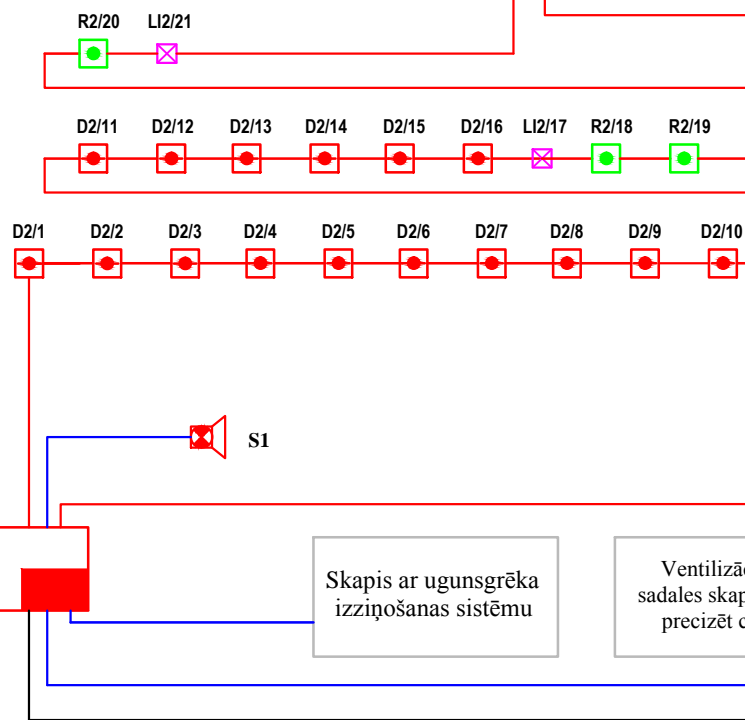 R2/20 LI2/21
D2/11 D2/12 D2/13 D2/14 D2/15 D2/16 LI2/17 R2/18 R2/19
D2/1 D2/2 D2/3 D2/4 D2/5 D2/6 D2/7 D2/8 D2/9 D2/10
S1
Skapis ar ugunsgrēka
izziņošanas sistēmu
sadales
precizēt